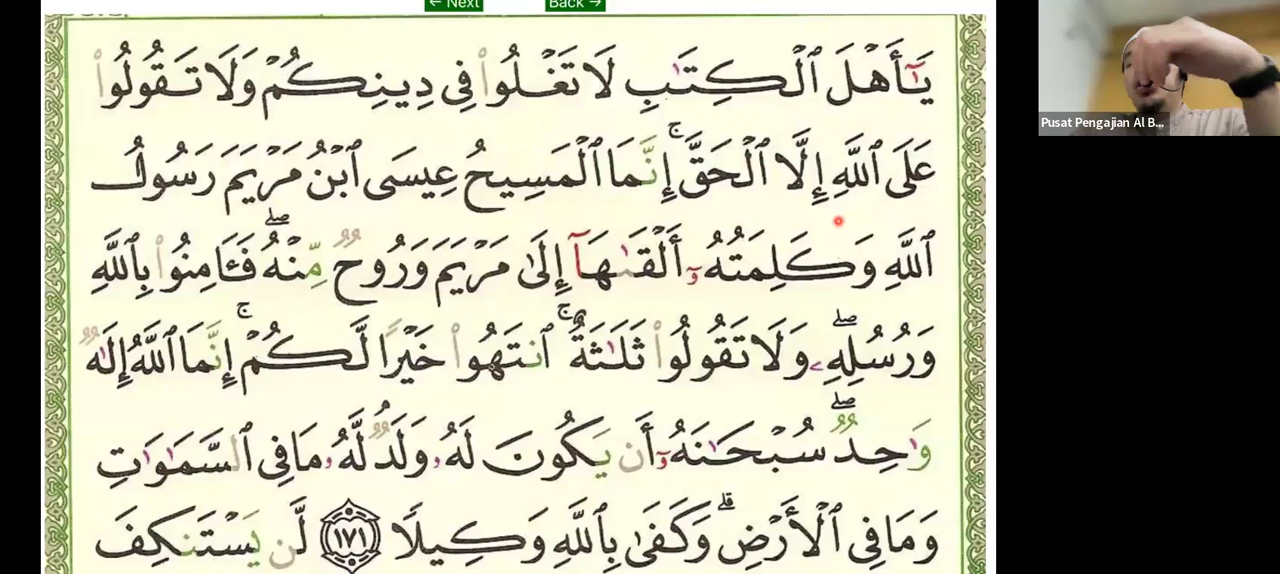 ← Next
Back →
يَـٰٓأَهْلَ ٱلْكِتَـٰبِ لَا تَغْلُوا۟ فِى دِينِكُمْ وَلَا تَقُولُوا۟
عَلَى ٱللَّهِ إِلَّا ٱلْحَقَّ ۚ إِنَّمَا ٱلْمَسِيحُ عِيسَى ٱبْنُ مَرْيَمَ رَسُولُ
ٱللَّهِ وَكَلِمَتُهُۥٓ أَلْقَىٰهَآ إِلَىٰ مَرْيَمَ وَرُوحٌ مِّنْهُ ۖ فَـَٔامِنُوا۟ بِٱللَّهِ
وَرُسُلِهِۦ ۖ وَلَا تَقُولُوا۟ ثَلَـٰثَةٌ ۚ ٱنتَهُوا۟ خَيْرًا لَّكُمْ ۚ إِنَّمَا ٱللَّهُ إِلَـٰهٌ
وَٰحِدٌ ۖ سُبْحَـٰنَهُۥٓ أَن يَكُونَ لَهُۥ وَلَدٌ لَّهُۥ مَا فِى ٱلسَّمَـٰوَٰتِ
وَمَا فِى ٱلْأَرْضِ ۗ وَكَفَىٰ بِٱللَّهِ وَكِيلًا ١٧١ لَّن يَسْتَنكِفَ
Pusat Pengajian Al B...